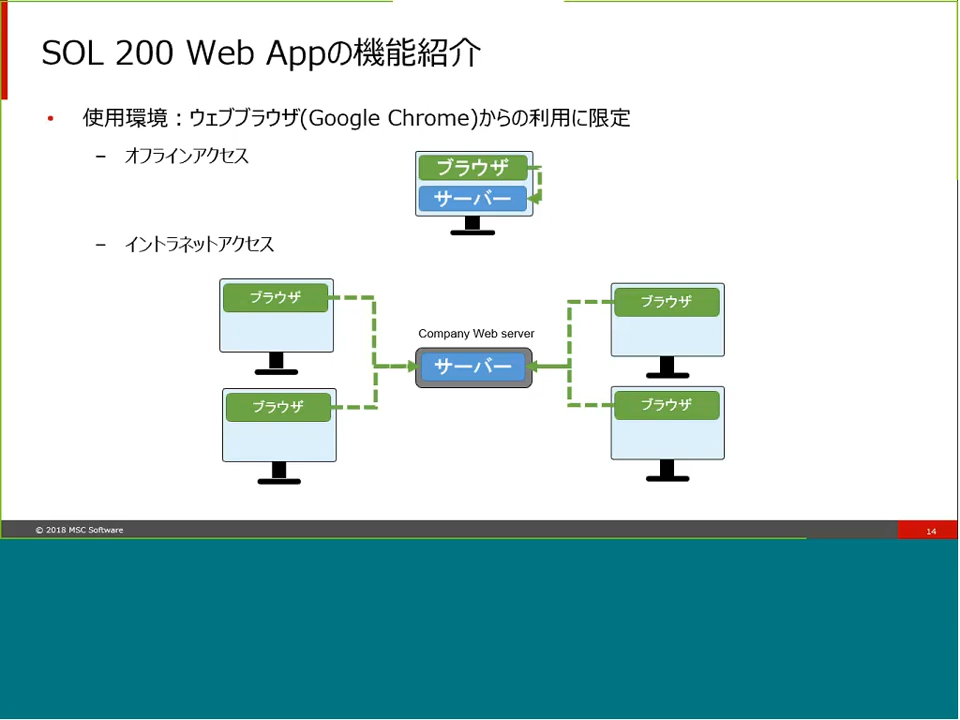 SOL 200 Web Appの機能紹介
• 使用環境：ウェブブラウザ(Google Chrome)からの利用に限定
– オフラインアクセス
ブラウザ
サーバー
– イントラネットアクセス
ブラウザ
ブラウザ
Company Web server
サーバー
ブラウザ
ブラウザ
© 2018 MSC Software
14